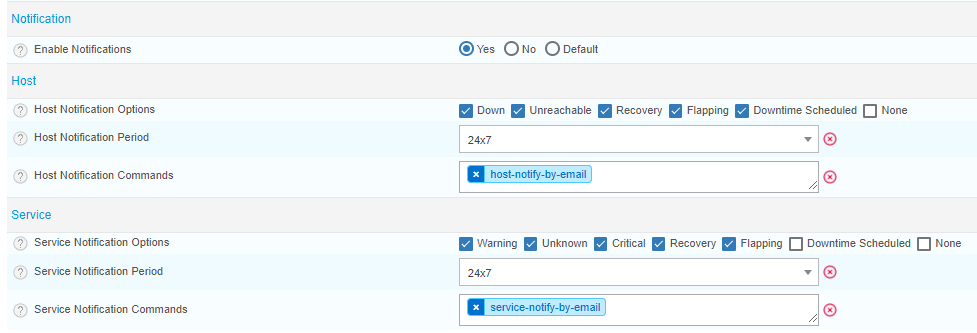 Notification
? Enable Notifications Yes No Default
Host
? Host Notification Options Down Unreachable Recovery Flapping Downtime Scheduled None
? Host Notification Period 24x7
? Host Notification Commands × host-notify-by-email
Service
? Service Notification Options Warning Unknown Critical Recovery Flapping Downtime Scheduled None
? Service Notification Period 24x7
? Service Notification Commands × service-notify-by-email